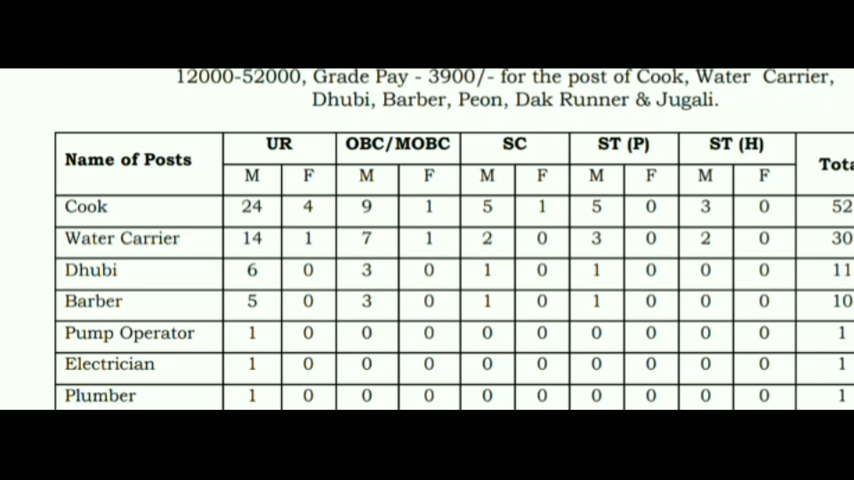 12000-52000, Grade Pay - 3900/- for the post of Cook, Water Carrier,
Dhubi, Barber, Peon, Dak Runner & Jugali.
Name of Posts UR OBC/MOBC SC ST (P) ST (H)
M F M F M F M F M F
Cook 24 4 9 1 5 1 5 0 3 0 52
Water Carrier 14 1 7 1 2 0 3 0 2 0 30
Dhubi 6 0 3 0 1 0 1 0 0 0 11
Barber 5 0 3 0 1 0 1 0 0 0 10
Pump Operator 1 0 0 0 0 0 0 0 0 0 1
Electrician 1 0 0 0 0 0 0 0 0 0 1
Plumber 1 0 0 0 0 0 0 0 0 0 1